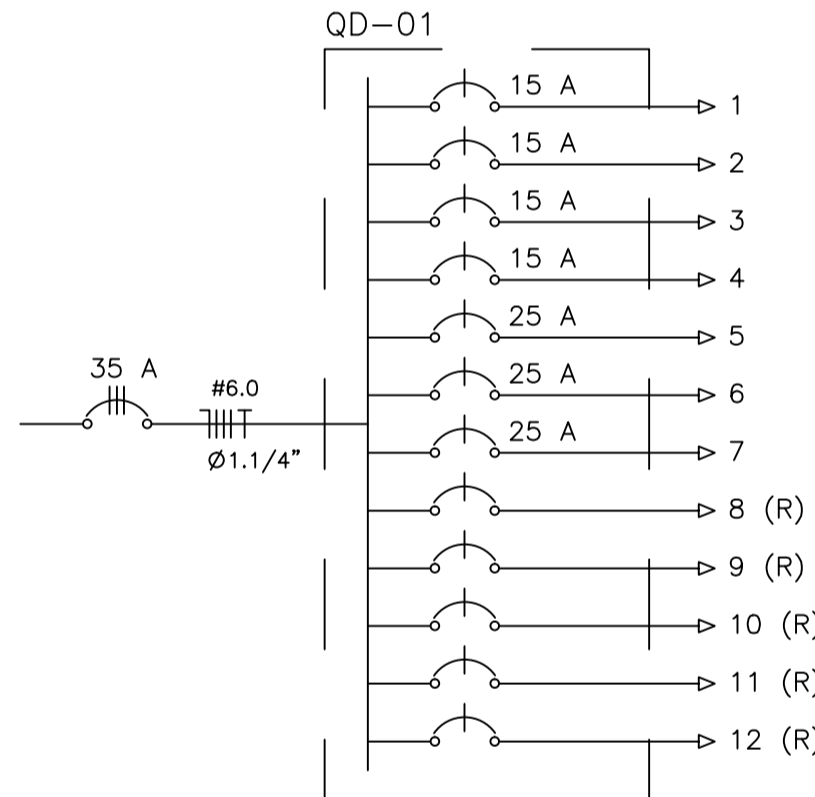 QD-01
15 A
1
15 A
2
15 A
3
15 A
4
25 A
5
25 A
6
25 A
7
8 (R)
9 (R)
10 (R)
11 (R)
12 (R)
35 A
#6.0
Ø1.1/4"